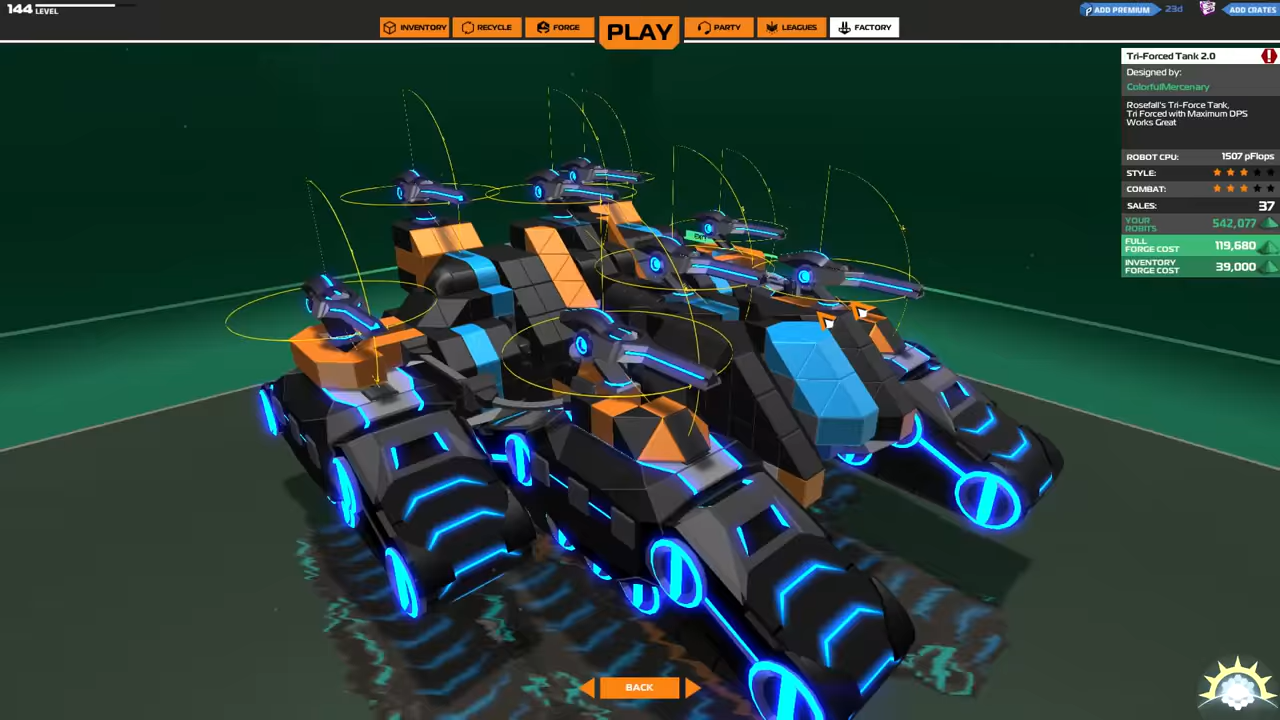 144 LEVEL
ADD PREMIUM 23d ADD CRATES
INVENTORY RECYCLE FORGE PLAY PARTY LEAGUES FACTORY
Tri-Forced Tank 2.0
Designed by:
ColorfulMercenary
Rosefall's Tri-Force Tank,
Tri Forced with Maximum DPS
Works Great
ROBOT CPU: 1507 pFlops
STYLE:
COMBAT:
SALES: 37
YOUR ROBITS 542,077
FULL FORGE COST 119,680
INVENTORY FORGE COST 39,000
BACK